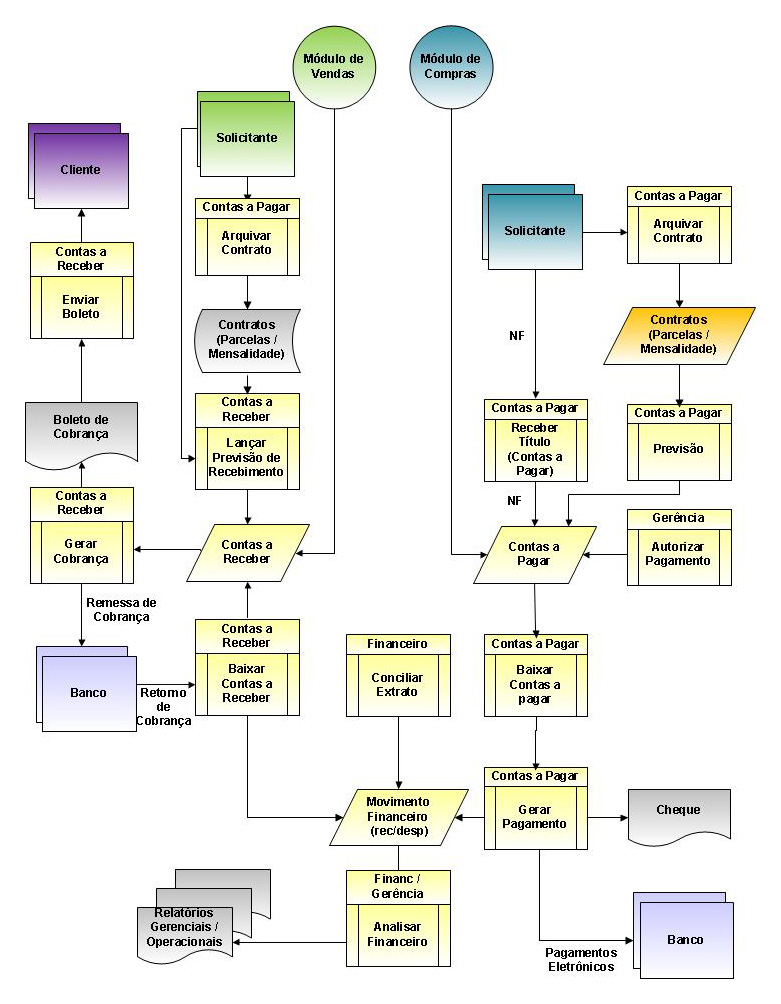 Módulo de
Vendas
Módulo de
Compras
Solicitante
Cliente
Contas a Pagar
Arquivar
Contrato
Contas a Pagar
Arquivar
Contrato
Solicitante
Contas a
Receber
Enviar
Boleto
Contratos
(Parcelas /
Mensalidade)
Contratos
(Parcelas /
Mensalidade)
NF
Boleto de
Cobrança
Contas a
Receber
Lançar
Previsão de
Recebimento
Contas a Pagar
Receber
Título
(Contas a
Pagar)
Contas a Pagar
Previsão
NF
Contas a
Receber
Gerar
Cobrança
Contas a
Receber
Contas a
Pagar
Gerência
Autorizar
Pagamento
Remessa de
Cobrança
Banco
Retorno
de
Cobrança
Contas a
Receber
Baixar
Contas a
Receber
Financeiro
Conciliar
Extrato
Contas a Pagar
Baixar
Contas a
pagar
Movimento
Financeiro
(rec/desp)
Contas a Pagar
Gerar
Pagamento
Cheque
Financ /
Gerência
Analisar
Financeiro
Relatórios
Gerenciais /
Operacionais
Pagamentos
Eletrônicos
Banco